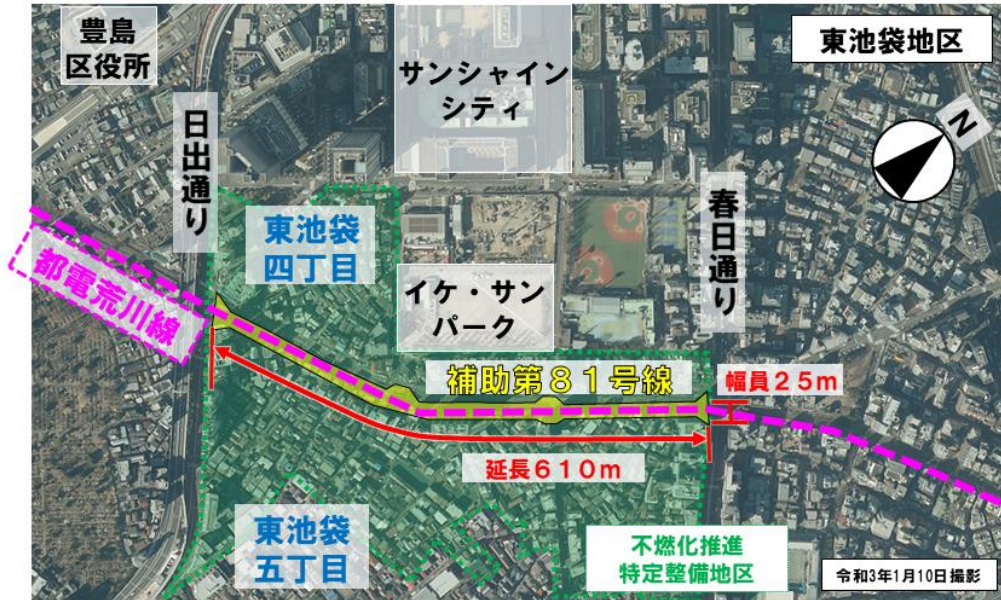 豊島
区役所
サンシャイン
シティ
東池袋地区
N
日出通り
春日通り
東池袋
四丁目
都電荒川線
イケ・サン
パーク
補助第81号線
幅員25m
延長610m
東池袋
五丁目
不燃化推進
特定整備地区
令和3年1月10日撮影